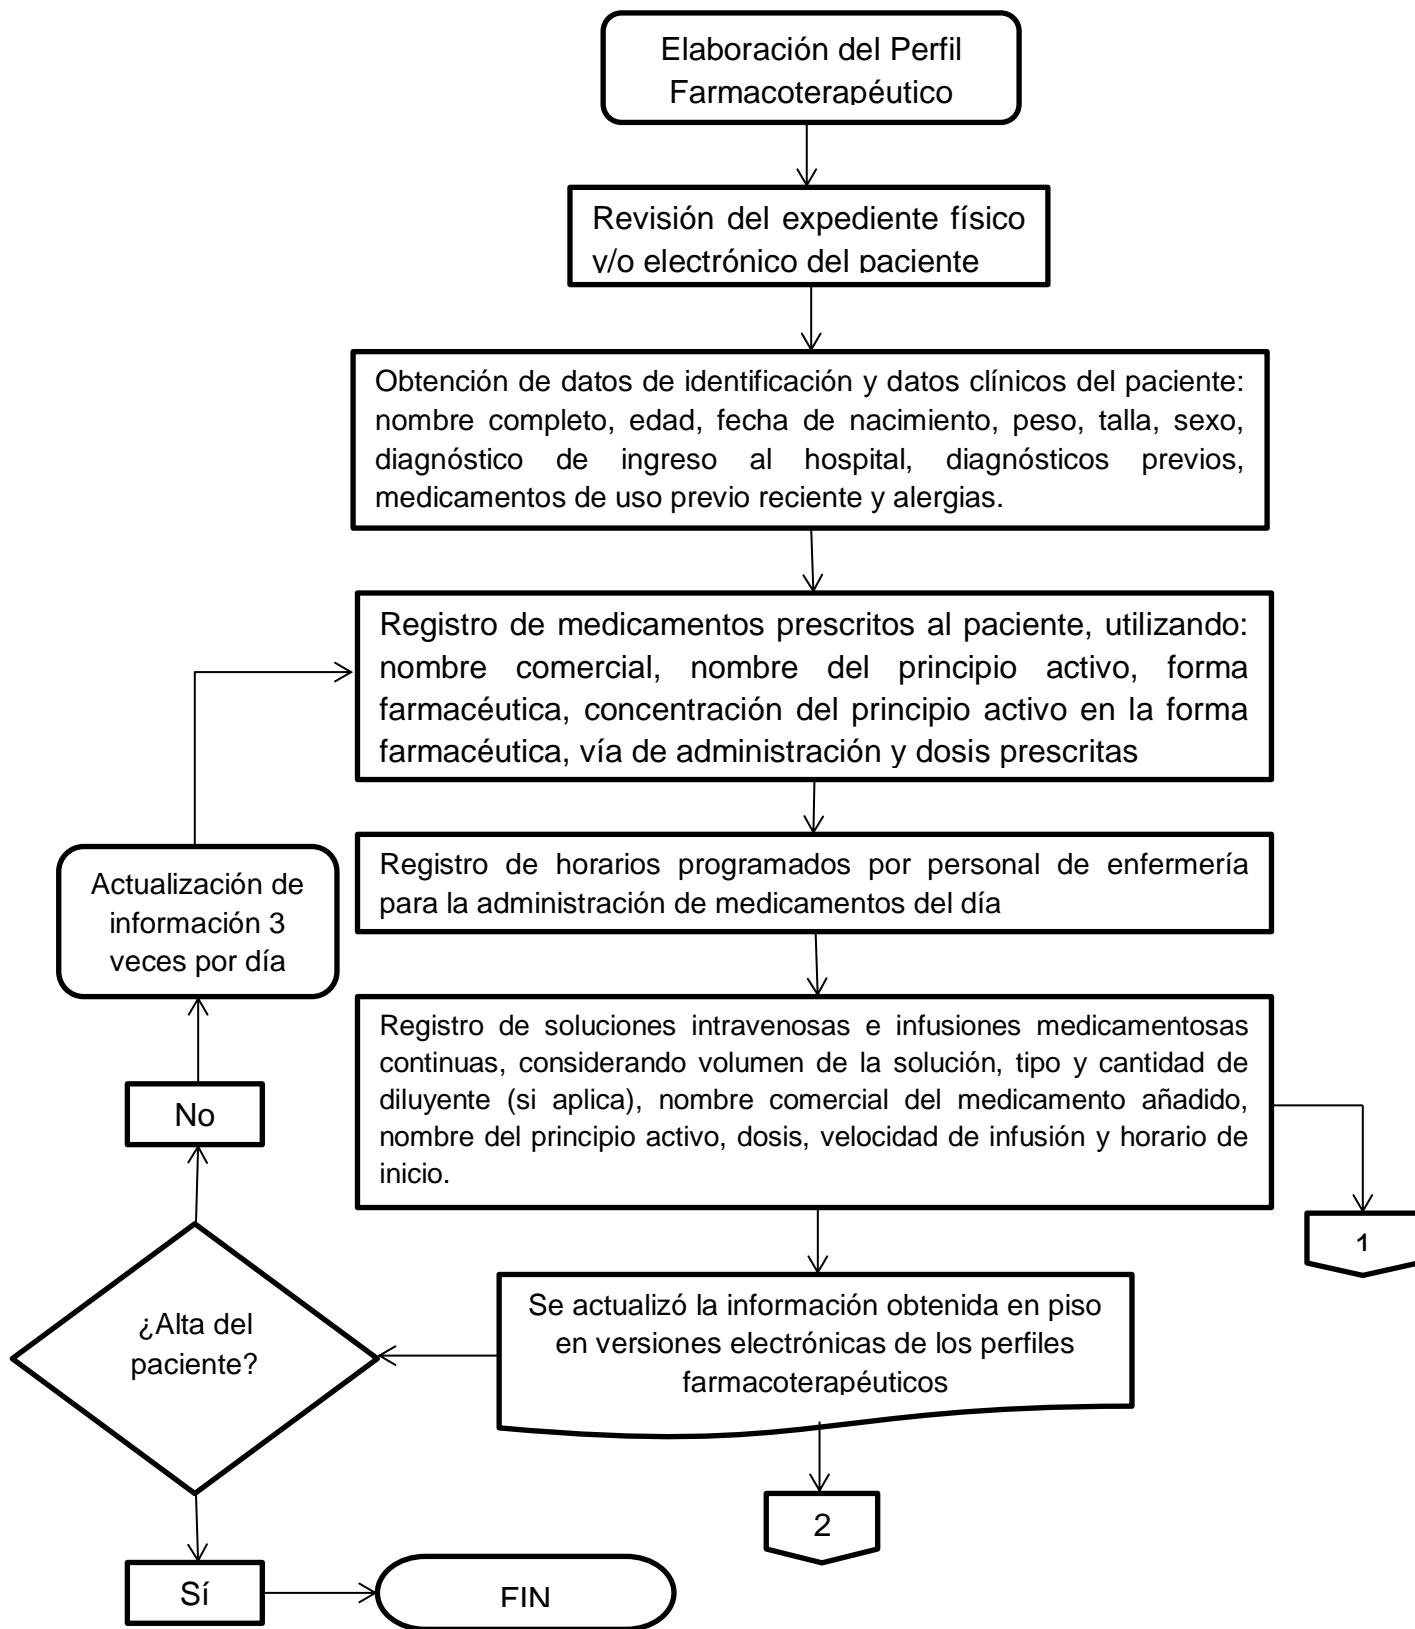 Elaboración del Perfil
Farmacoterapéutico
Revisión del expediente físico
y/o electrónico del paciente
Obtención de datos de identificación y datos clínicos del paciente:
nombre completo, edad, fecha de nacimiento, peso, talla, sexo,
diagnóstico de ingreso al hospital, diagnósticos previos,
medicamentos de uso previo reciente y alergias.
Registro de medicamentos prescritos al paciente, utilizando:
nombre comercial, nombre del principio activo, forma
farmacéutica, concentración del principio activo en la forma
farmacéutica, vía de administración y dosis prescritas
Registro de horarios programados por personal de enfermería
para la administración de medicamentos del día
Actualización de
información 3
veces por día
Registro de soluciones intravenosas e infusiones medicamentosas
continuas, considerando volumen de la solución, tipo y cantidad de
diluyente (si aplica), nombre comercial del medicamento añadido,
nombre del principio activo, dosis, velocidad de infusión y horario de
inicio.
No
1
Se actualizó la información obtenida en piso
en versiones electrónicas de los perfiles
farmacoterapéuticos
¿Alta del
paciente?
2
Sí
FIN